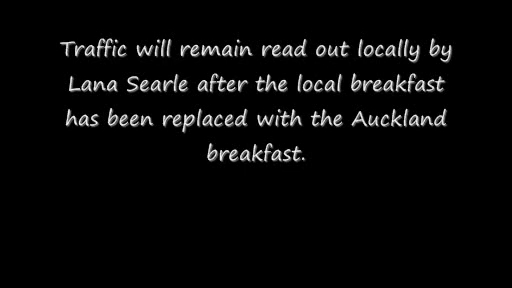 Traffic will remain read out locally by
Lana Searle after the local breakfast
has been replaced with the Auckland
breakfast.